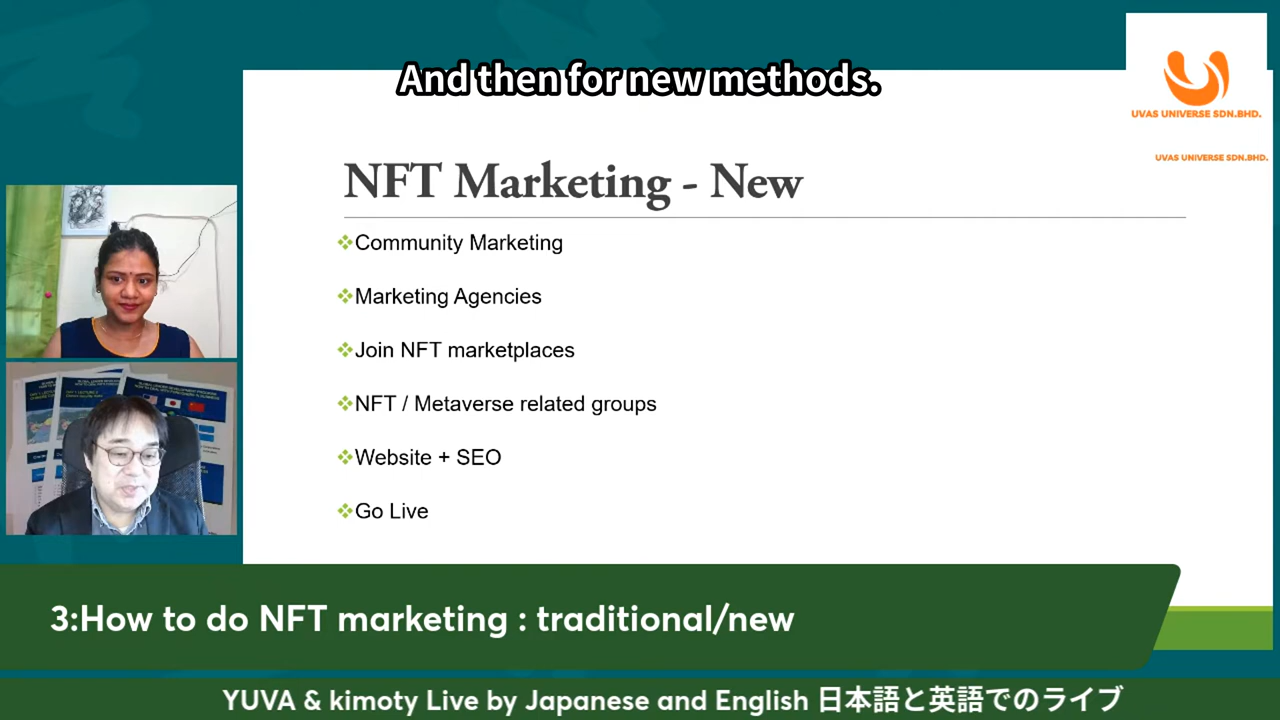 And then for new methods.
UVAS UNIVERSE SDN.BHD.
UVAS UNIVERSE SDN.BHD.
NFT Marketing - New
Community Marketing
Marketing Agencies
Join NFT marketplaces
NFT / Metaverse related groups
Website + SEO
Go Live
3:How to do NFT marketing : traditional/new
YUVA & kimoty Live by Japanese and English 日本語と英語でのライブ